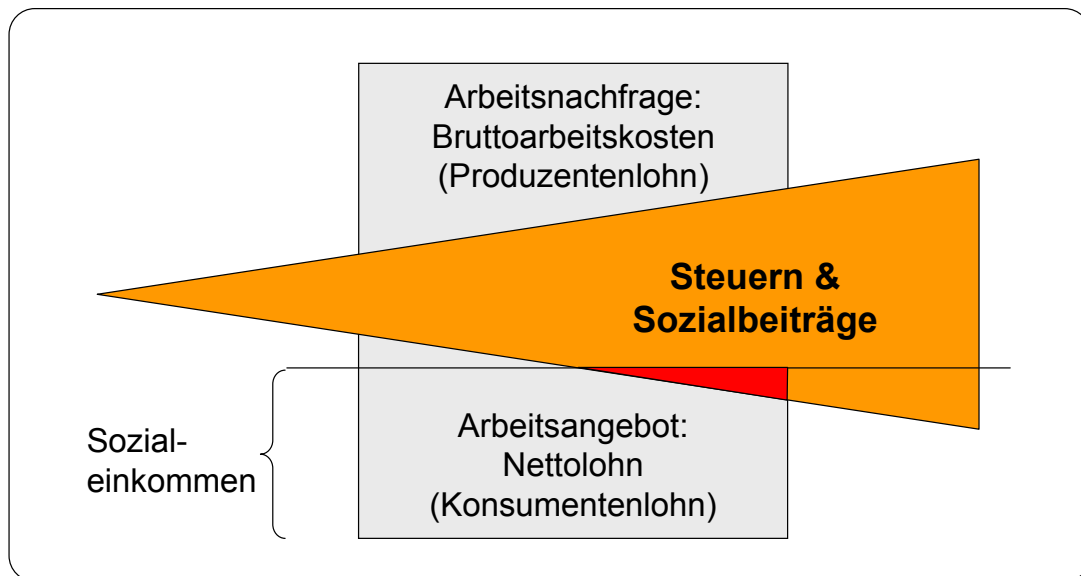 Arbeitsnachfrage:
Bruttoarbeitskosten
(Produzentenlohn)
Steuern &
Sozialbeiträge
Sozial-
einkommen
Arbeitsangebot:
Nettolohn
(Konsumentenlohn)